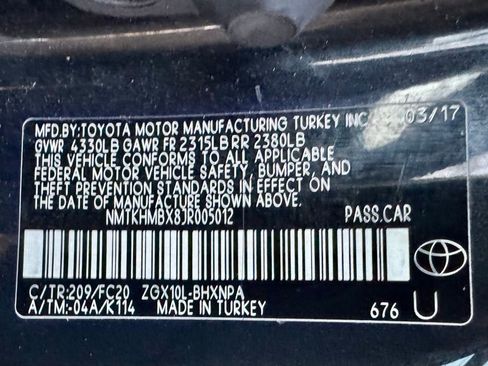 MFD.BY:TOYOTA MOTOR MANUFACTURING TURKEY INC. 03/17
GVWR 4330LB GAWR FR 2315LB RR 2380LB
THIS VEHICLE CONFORMS TO ALL APPLICABLE
FEDERAL MOTOR VEHICLE SAFETY, BUMPER, AND
THEFT PREVENTION STANDARDS IN EFFECT ON
THE DATE OF MANUFACTURE SHOWN ABOVE.
NMTKHMBX8JR005012 PASS.CAR
C/TR:209/FC20 ZGX10L-BHXNPA
A/TM:-04A/K114 MADE IN TURKEY 676 U